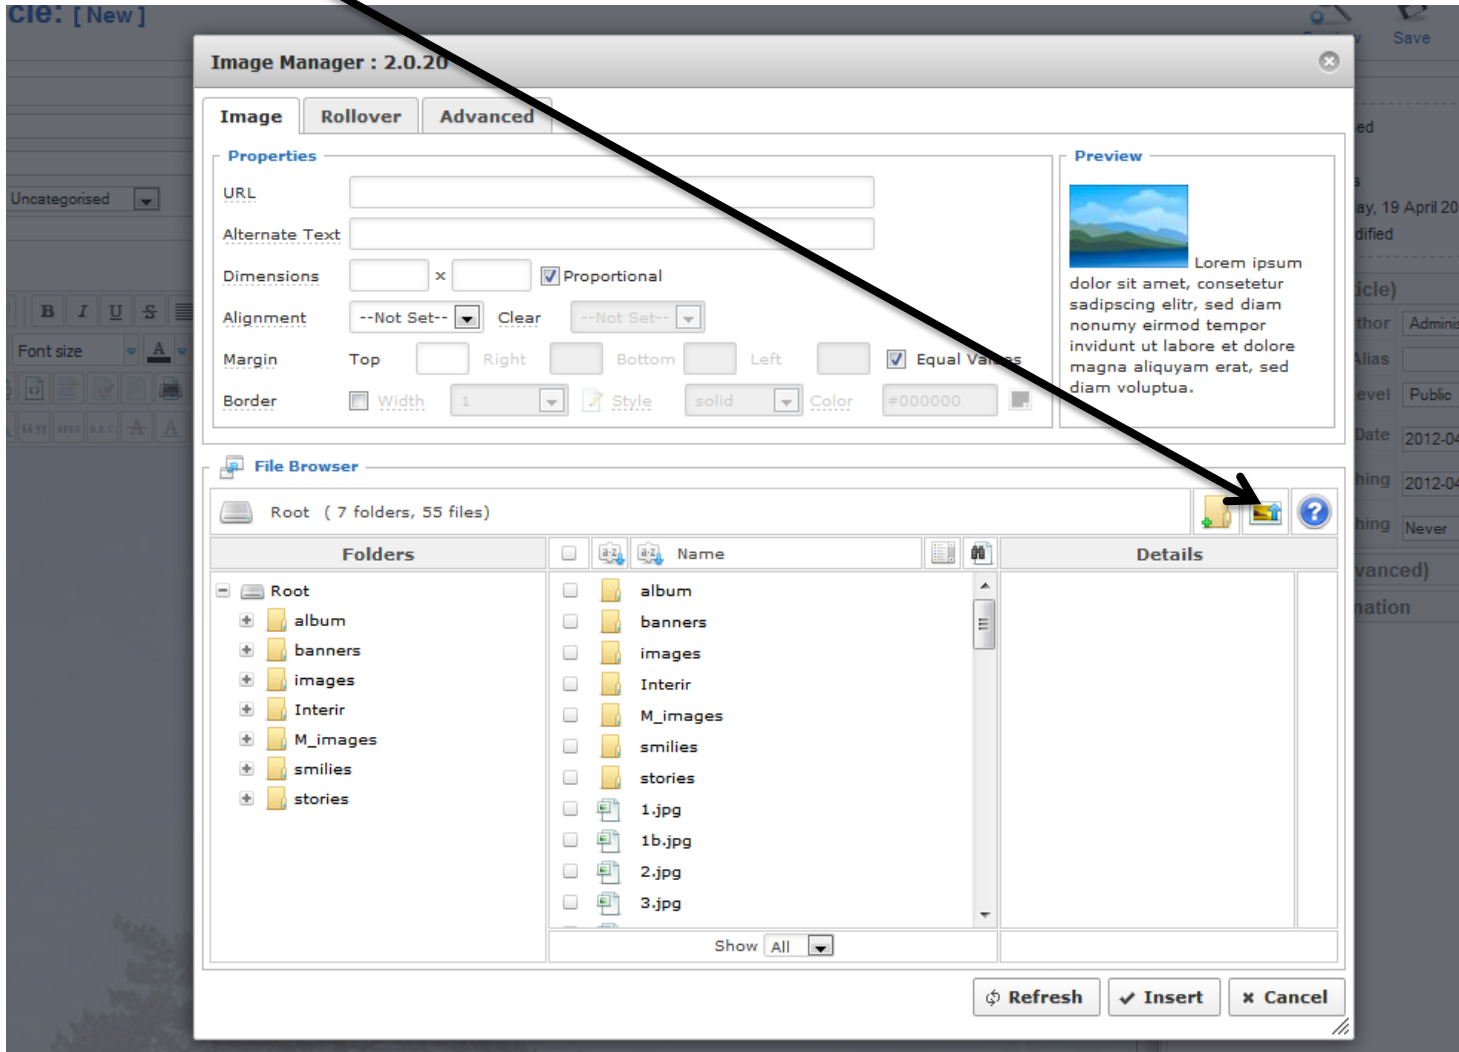 cle: [ New ]
Save
Image Manager : 2.0.20
Image Rollover Advanced
ed
Properties
Preview
URL
Uncategorised
ay, 19 April 20
Alternate Text
dified
Dimensions x Proportional
Lorem ipsum
dolor sit amet, consetetur
sadipscing elitr, sed diam
nonumy eirmod tempor
invidunt ut labore et dolore
magna aliquyam erat, sed
diam voluptua.
icle)
B I U S
Alignment --Not Set-- Clear --Not Set--
thor Adminis
Font size A
Margin Top Right Bottom Left Equal Values
Alias
Border Width 1 Style solid Color #000000
evel Public
Date 2012-04
File Browser
hing 2012-04
Root ( 7 folders, 55 files)
hing Never
Folders Name Details
vanced)
mation
Root
album
banners
images
Interir
M_images
smilies
stories
album
banners
images
Interir
M_images
smilies
stories
1.jpg
1b.jpg
2.jpg
3.jpg
Show All
Refresh Insert Cancel